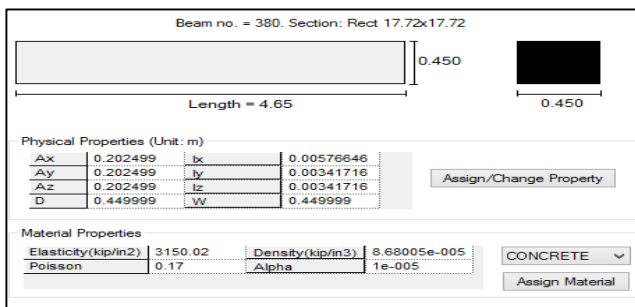 Beam no. = 380. Section: Rect 17.72x17.72
0.450
Length = 4.65
0.450
Physical Properties (Unit: m)
Ax 0.202499 Ix 0.00576646
Ay 0.202499 Iy 0.00341716
Az 0.202499 Iz 0.00341716
D 0.449999 W 0.449999
Assign/Change Property
Material Properties
Elasticity(kip/in2) 3150.02 Density(kip/in3) 8.68005e-005
Poisson 0.17 Alpha 1e-005
CONCRETE
Assign Material